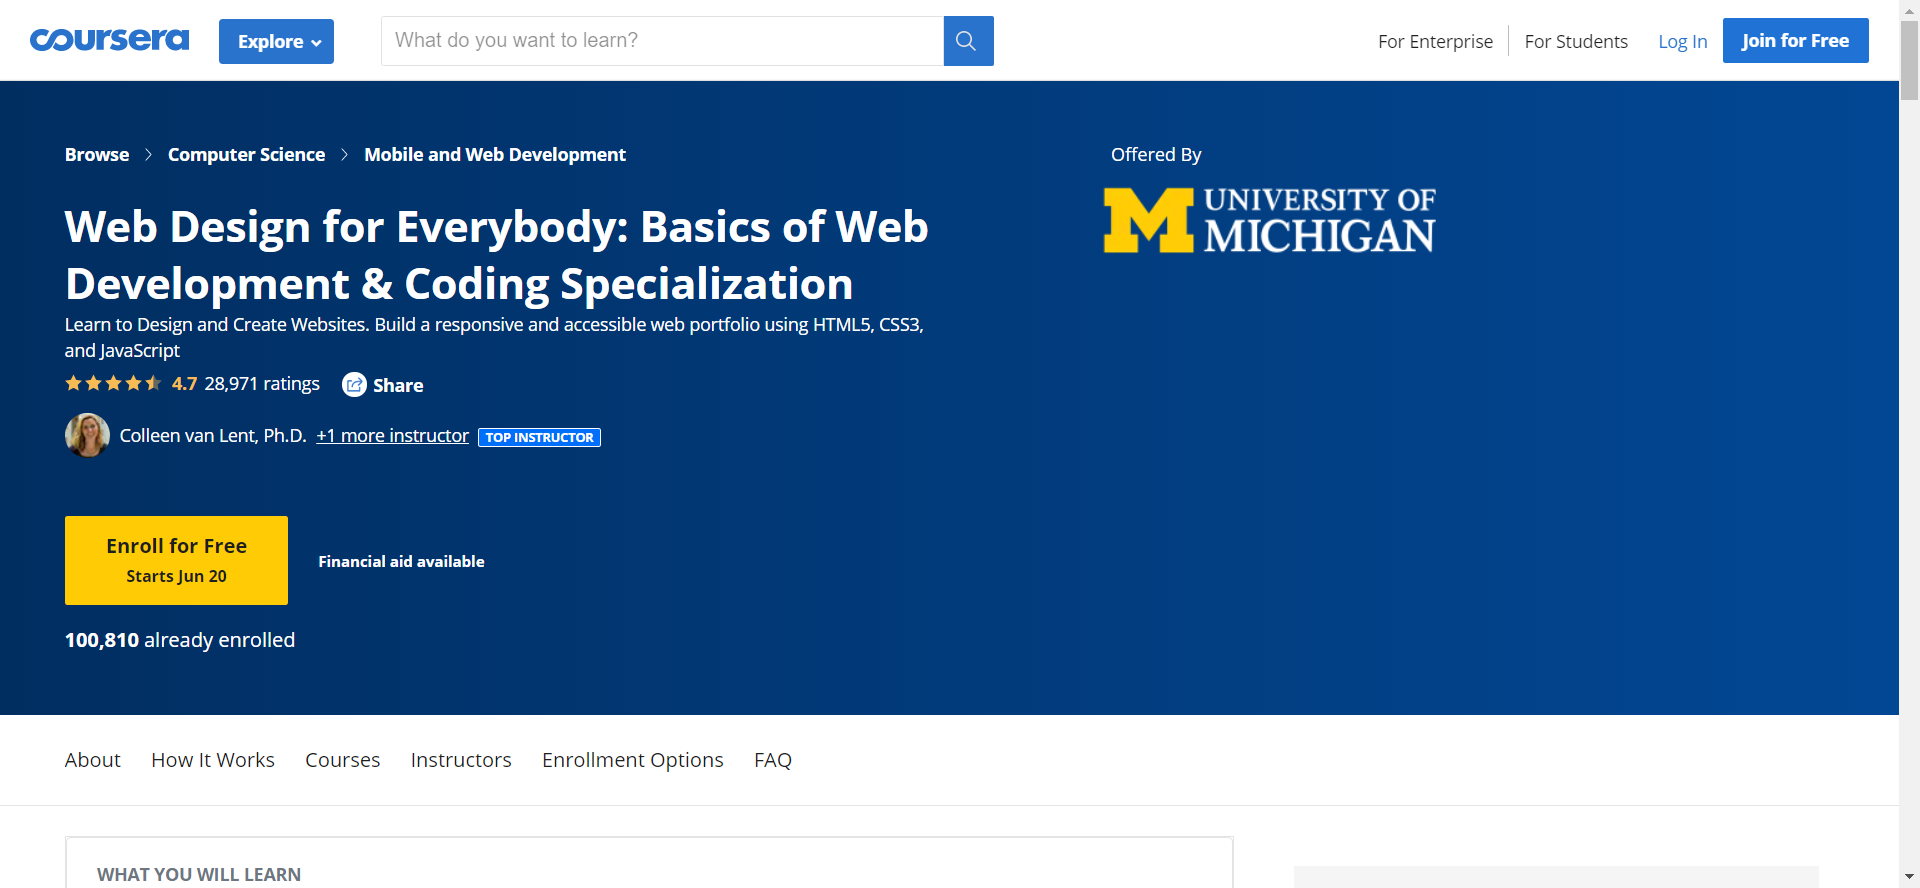 coursera
Explore
What do you want to learn?
For Enterprise
For Students
Log In
Join for Free
Browse > Computer Science > Mobile and Web Development
Offered By
M UNIVERSITY OF
MICHIGAN
Web Design for Everybody: Basics of Web
Development & Coding Specialization
Learn to Design and Create Websites. Build a responsive and accessible web portfolio using HTML5, CSS3,
and JavaScript
4.7 28,971 ratings
Share
Colleen van Lent, Ph.D. +1 more instructor TOP INSTRUCTOR
Enroll for Free
Starts Jun 20
Financial aid available
100,810 already enrolled
About
How It Works
Courses
Instructors
Enrollment Options
FAQ
WHAT YOU WILL LEARN